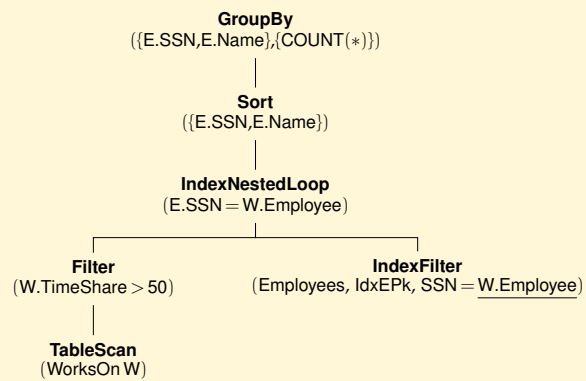 GroupBy
({E.SSN,E.Name},{COUNT(∗)})
Sort
({E.SSN,E.Name})
IndexNestedLoop
(E.SSN = W.Employee)
Filter
(W.TimeShare > 50)
IndexFilter
(Employees, IdxEPk, SSN = W.Employee)
TableScan
(WorksOn W)